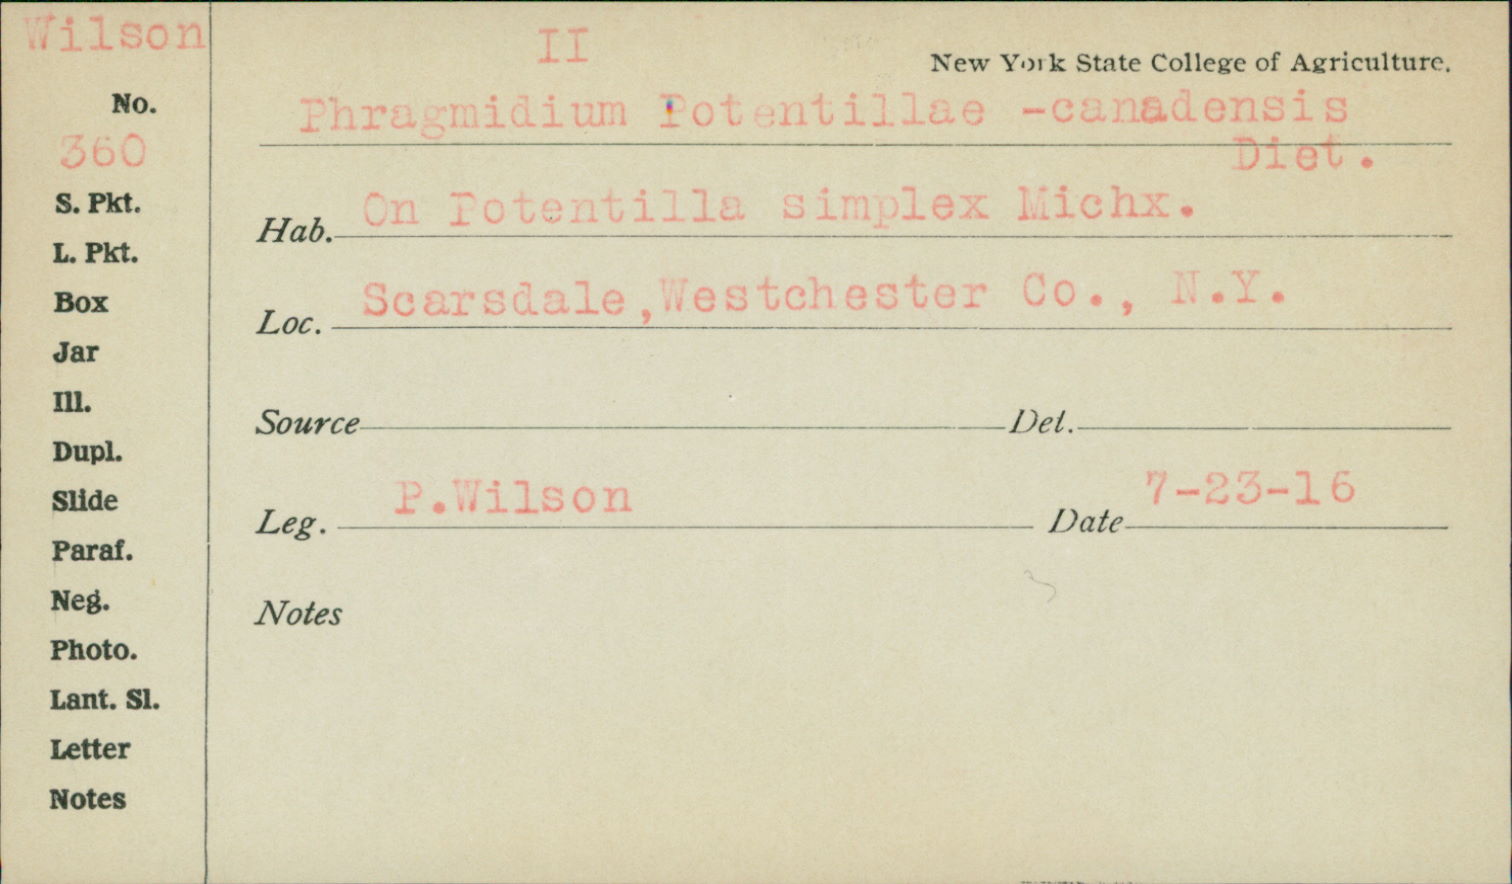 Wilson
No.
360
S. Pkt.
L. Pkt.
Box
Jar
Ill.
Dupl.
Slide
Paraf.
Neg.
Photo.
Lant. Sl.
Letter
Notes
II
New York State College of Agriculture.
Phragmidium Potentillae -canadensis
Diet.
Hab. On Potentilla simplex Michx.
Loc. Scarsdale,Westchester Co., N.Y.
Source Det.
Leg. P.Wilson Date 7-23-16
Notes